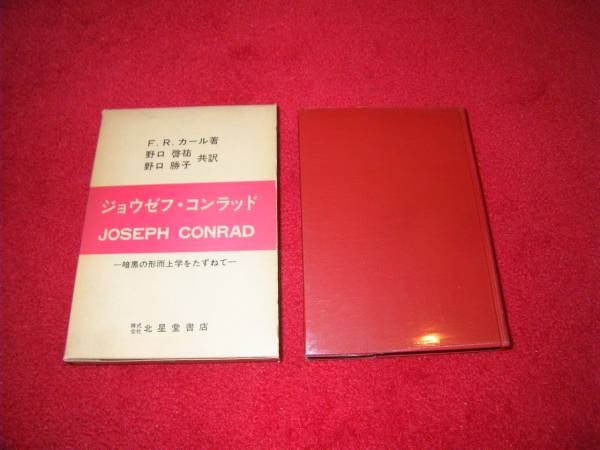 F. R. カール著
野口 啓祐
野口 勝子 共訳
ジョウゼフ・コンラッド
JOSEPH CONRAD
—暗黒の形而上学をたずねて—
株式会社 北星堂書店